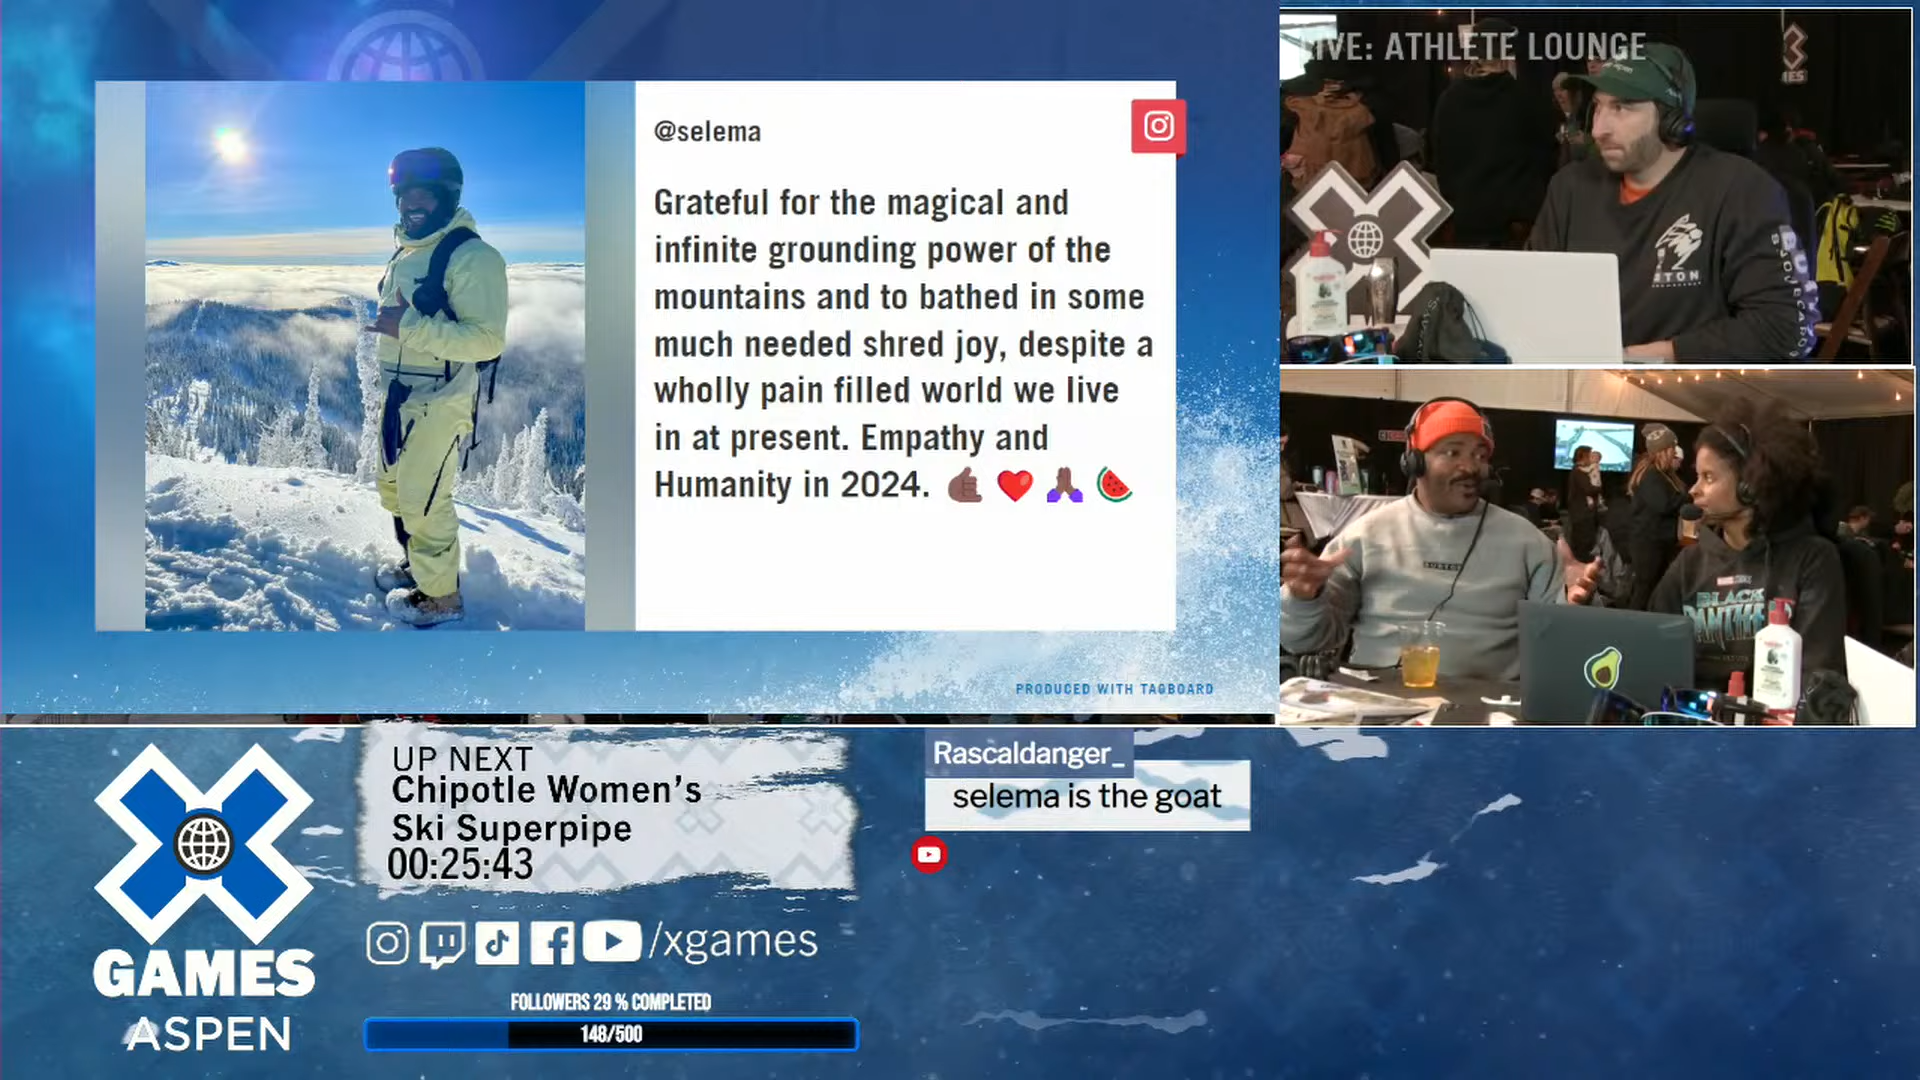 @selema
Grateful for the magical and
infinite grounding power of the
mountains and to bathed in some
much needed shred joy, despite a
wholly pain filled world we live
in at present. Empathy and
Humanity in 2024.
PRODUCED WITH TAGBOARD
LIVE: ATHLETE LOUNGE
BURTON
BLACK
PANTHER
UP NEXT
Chipotle Women's
Ski Superpipe
00:25:43
/xgames
FOLLOWERS 29 % COMPLETED
148/500
GAMES
ASPEN
Rascaldanger_
selema is the goat